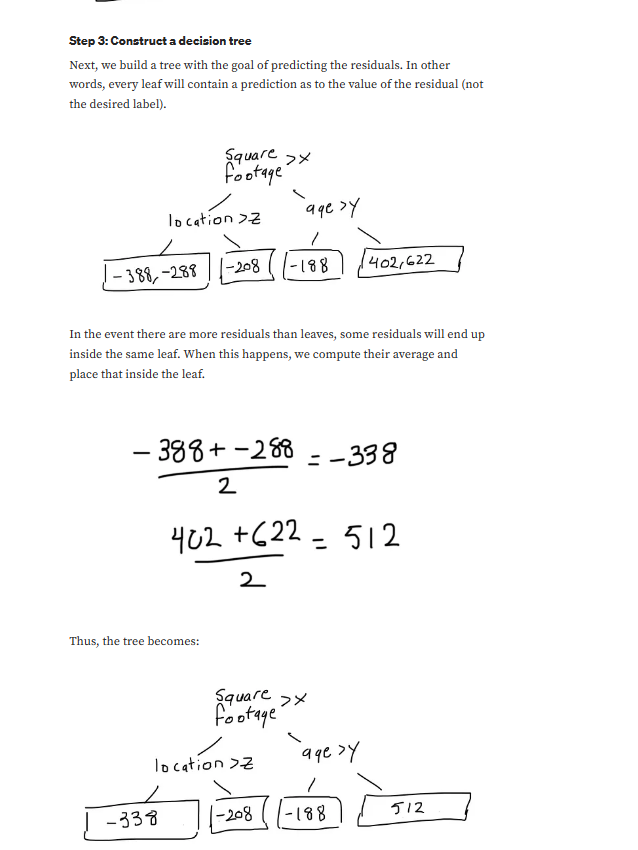 Step 3: Construct a decision tree
Next, we build a tree with the goal of predicting the residuals. In other
words, every leaf will contain a prediction as to the value of the residual (not
the desired label).
Square
footage >X
location >Z
age >Y
-388, -288
-208
-188
402, 622
In the event there are more residuals than leaves, some residuals will end up
inside the same leaf. When this happens, we compute their average and
place that inside the leaf.
-388 + -288 = -338
2
402 + 622 = 512
2
Thus, the tree becomes:
Square
footage >X
location >Z
age >Y
-338
-208
-188
512